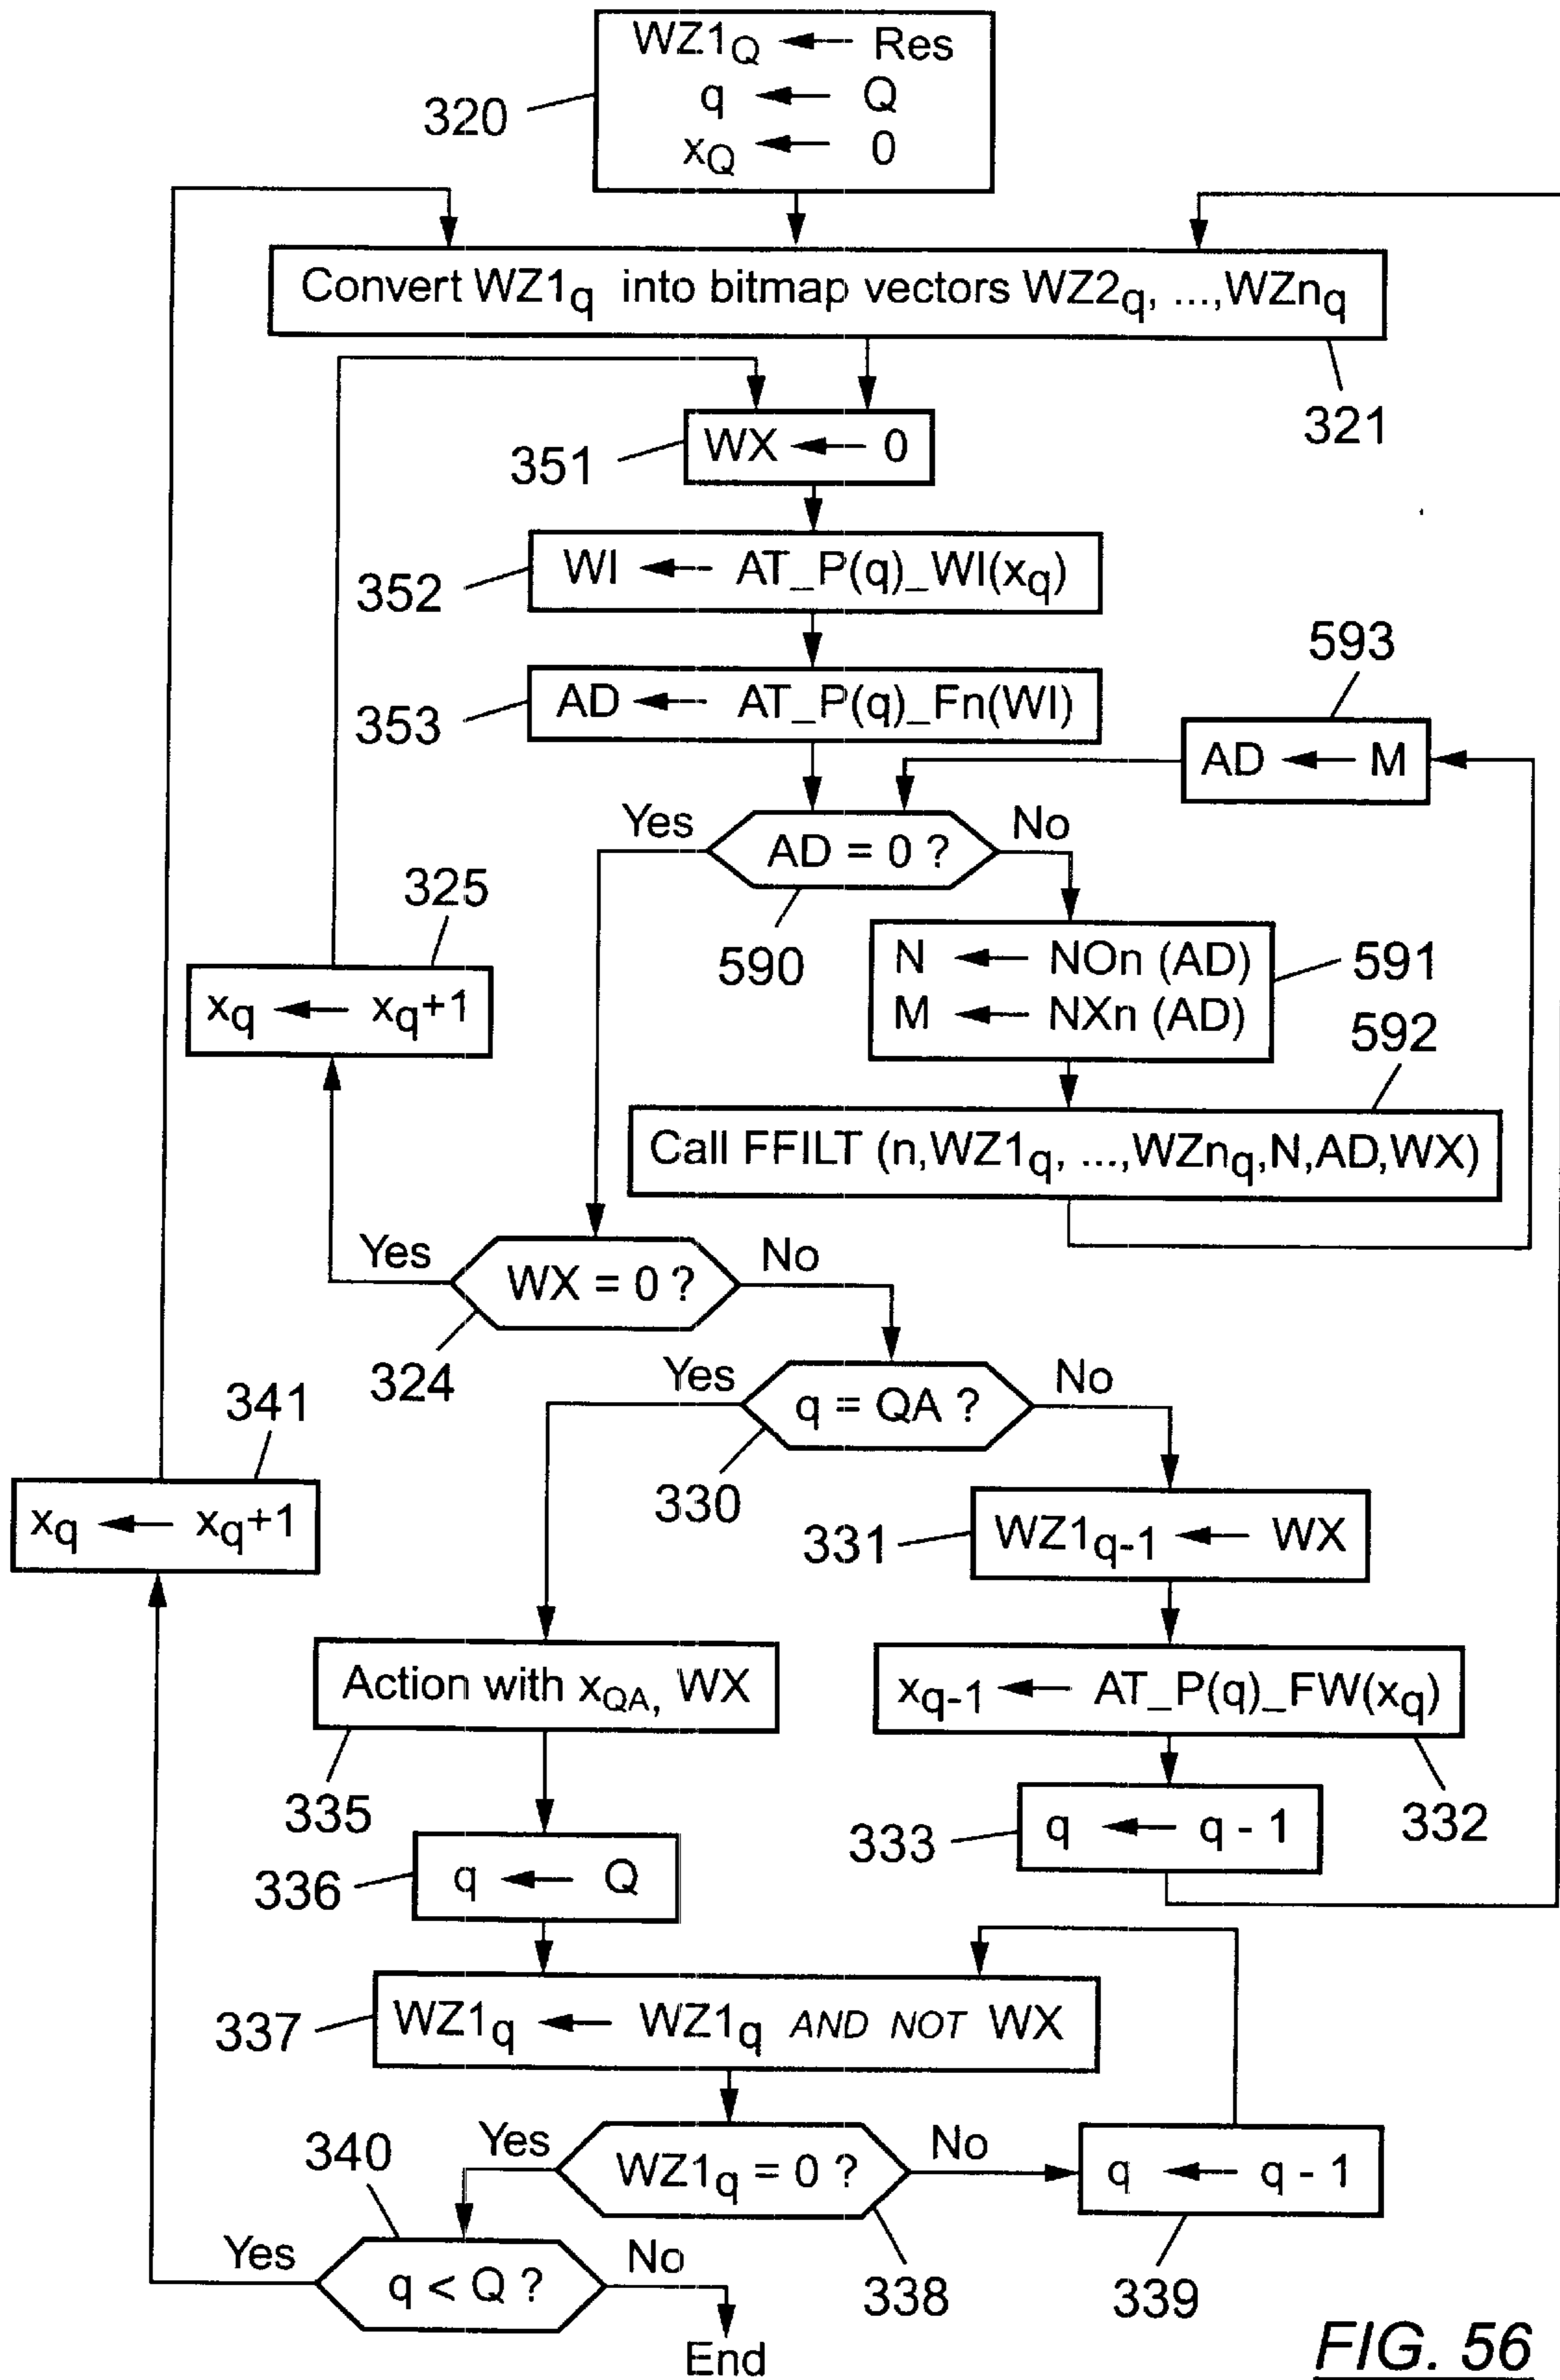 WZ1Q ← Res
q ← Q
xQ ← 0
320
Convert WZ1q into bitmap vectors WZ2q, ...,WZnq
321
WX ← 0
351
WI ← AT_P(q)_WI(xq)
352
593
AD ← AT_P(q)_Fn(WI)
353
AD ← M
Yes
No
AD = 0 ?
325
590
N ← NOn (AD)
M ← NXn (AD)
591
xq ← xq+1
592
Call FFILT (n,WZ1q, ...,WZnq,N,AD,WX)
Yes
No
WX = 0 ?
324
Yes
No
q = QA ?
341
330
xq ← xq+1
WZ1q-1 ← WX
331
Action with xQA, WX
xq-1 ← AT_P(q)_FW(xq)
335
332
q ← q - 1
333
q ← Q
336
WZ1q ← WZ1q AND NOT WX
337
340
Yes
No
WZ1q = 0 ?
q ← q - 1
Yes
No
q < Q ?
338
339
End
FIG. 56